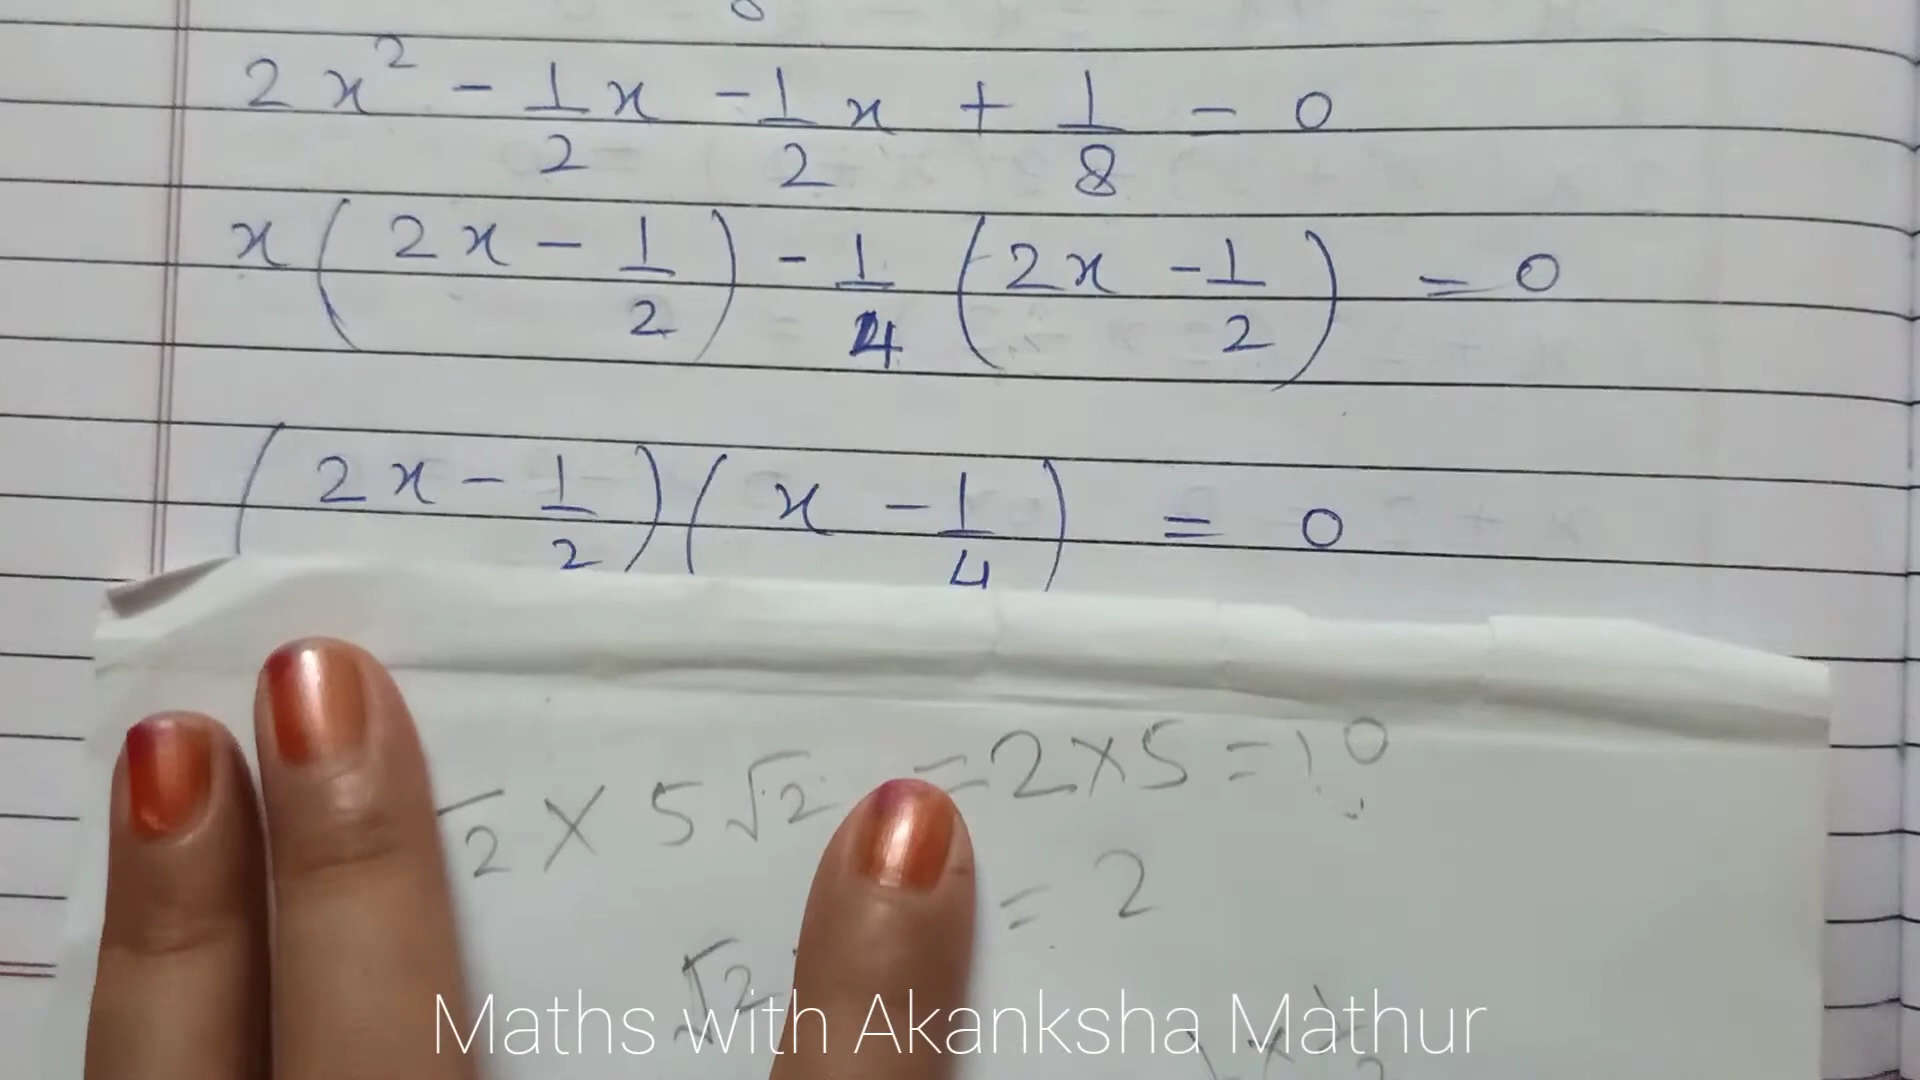 2x² - 1/2 x - 1/2 x + 1/8 - 0
x(2x - 1/2) - 1/4 (2x - 1/2) = 0
(2x - 1/2)(x - 1/4) = 0
2 × 5√2 = 2×5 = 10
= 2
√2
Maths with Akanksha Mathur